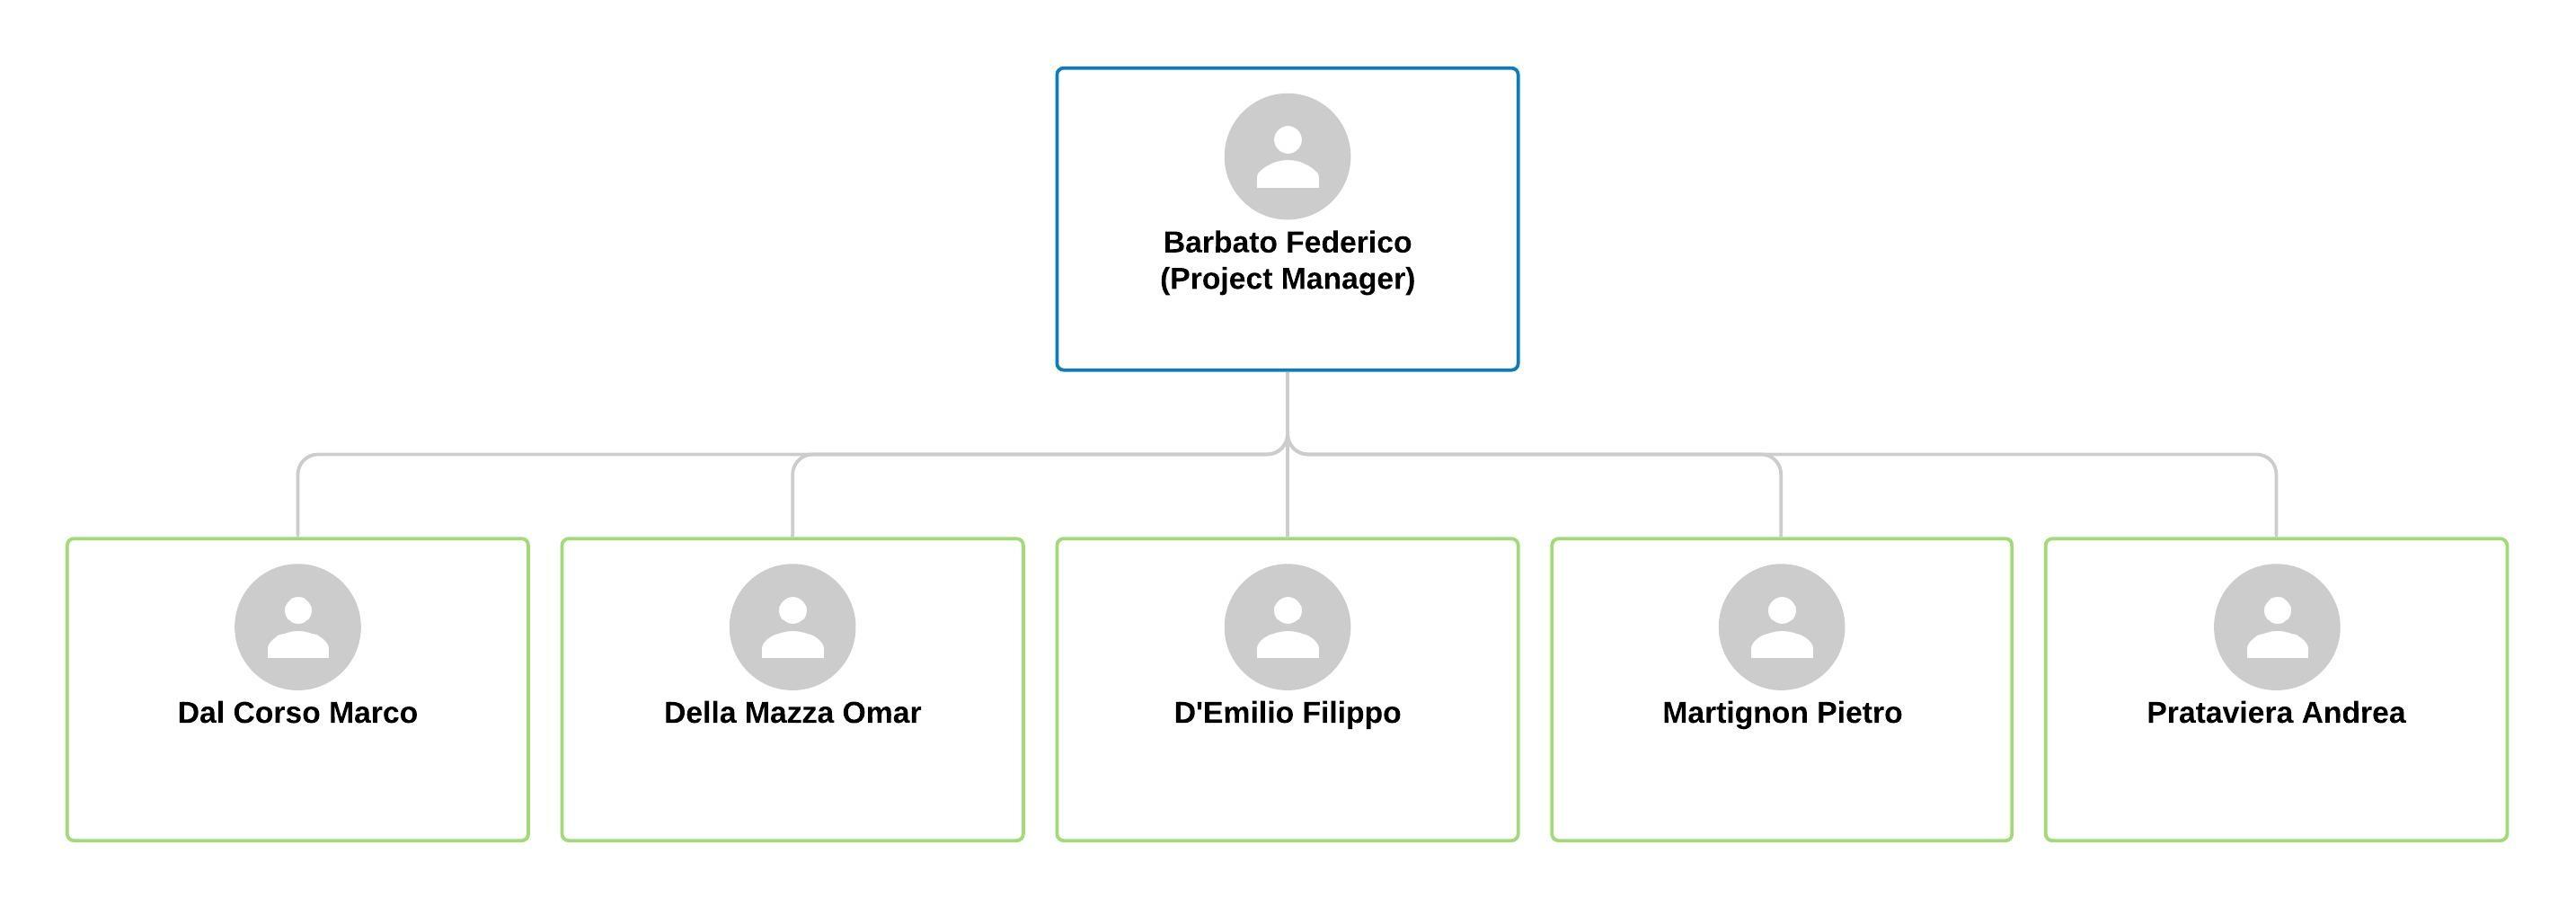 Barbato Federico
(Project Manager)
Dal Corso Marco
Della Mazza Omar
D'Emilio Filippo
Martignon Pietro
Prataviera Andrea